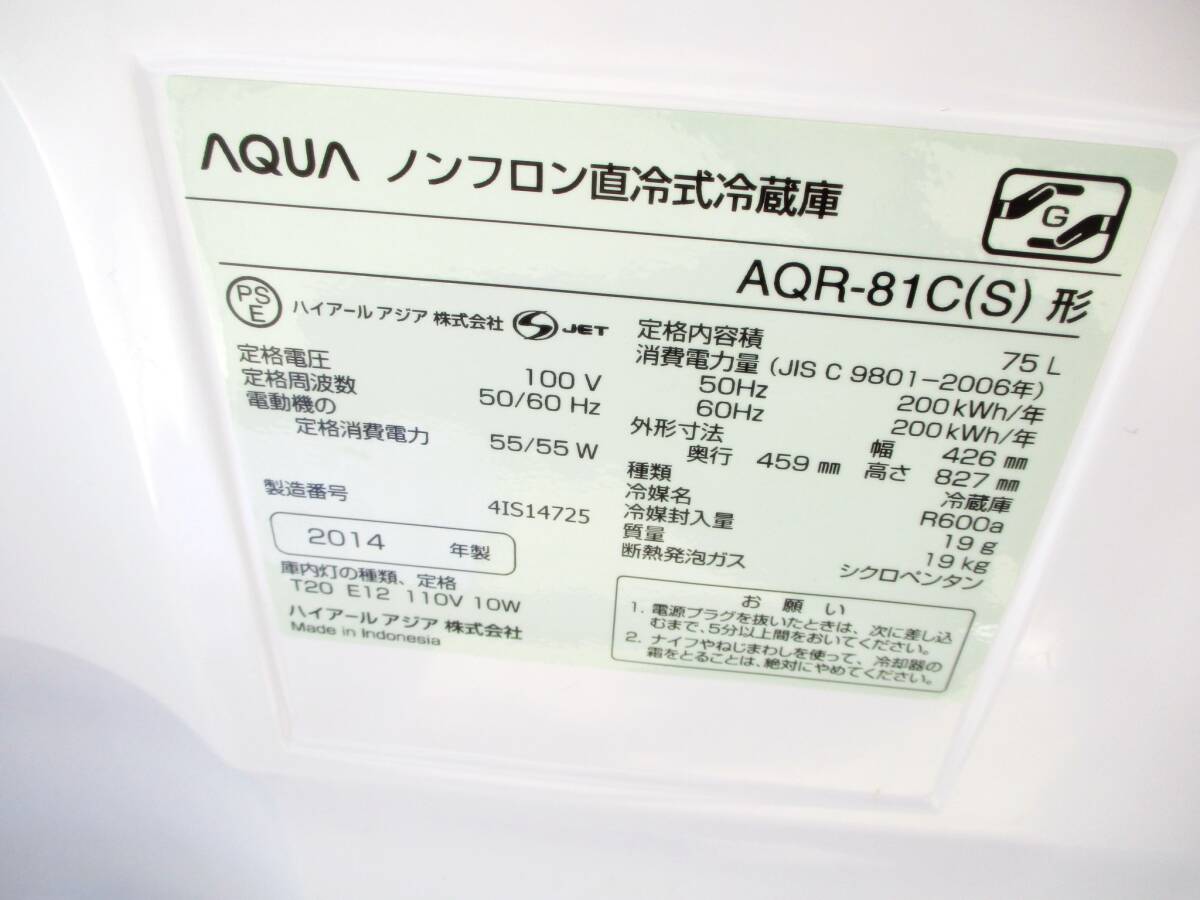 AQUA ノンフロン直冷式冷蔵庫
G
AQR-81C(S) 形
PS
E
ハイアール アジア 株式会社
JET
定格電圧 100 V
定格周波数 50/60 Hz
電動機の
定格消費電力 55/55 W
製造番号 4IS14725
2014 年製
庫内灯の種類、定格
T20 E12 110V 10W
ハイアール アジア 株式会社
Made in Indonesia
定格内容積 75 L
消費電力量 (JIS C 9801-2006年)
50Hz 200 kWh/年
60Hz 200 kWh/年
外形寸法 幅 426 ㎜
奥行 459 ㎜ 高さ 827 ㎜
種類 冷蔵庫
冷媒名 R600a
冷媒封入量 19 g
質量 19 kg
断熱発泡ガス シクロペンタン
お 願 い
1. 電源プラグを抜いたときは、次に差し込
むまで、5分以上間をおいてください。
2. ナイフやねじまわしを使って、冷却器の
霜をとることは、絶対にやめてください。